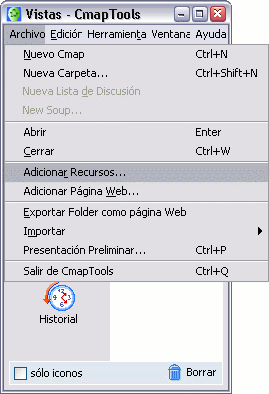 Vistas - CmapTools
Archivo Edición Herramienta Ventana Ayuda
Nuevo Cmap Ctrl+N
Nueva Carpeta... Ctrl+Shift+N
Nueva Lista de Discusión
New Soup...
Abrir Enter
Cerrar Ctrl+W
Adicionar Recursos...
Adicionar Página Web...
Exportar Folder como página Web
Importar
Presentación Preliminar... Ctrl+P
Salir de CmapTools Ctrl+Q
Historial
sólo iconos Borrar